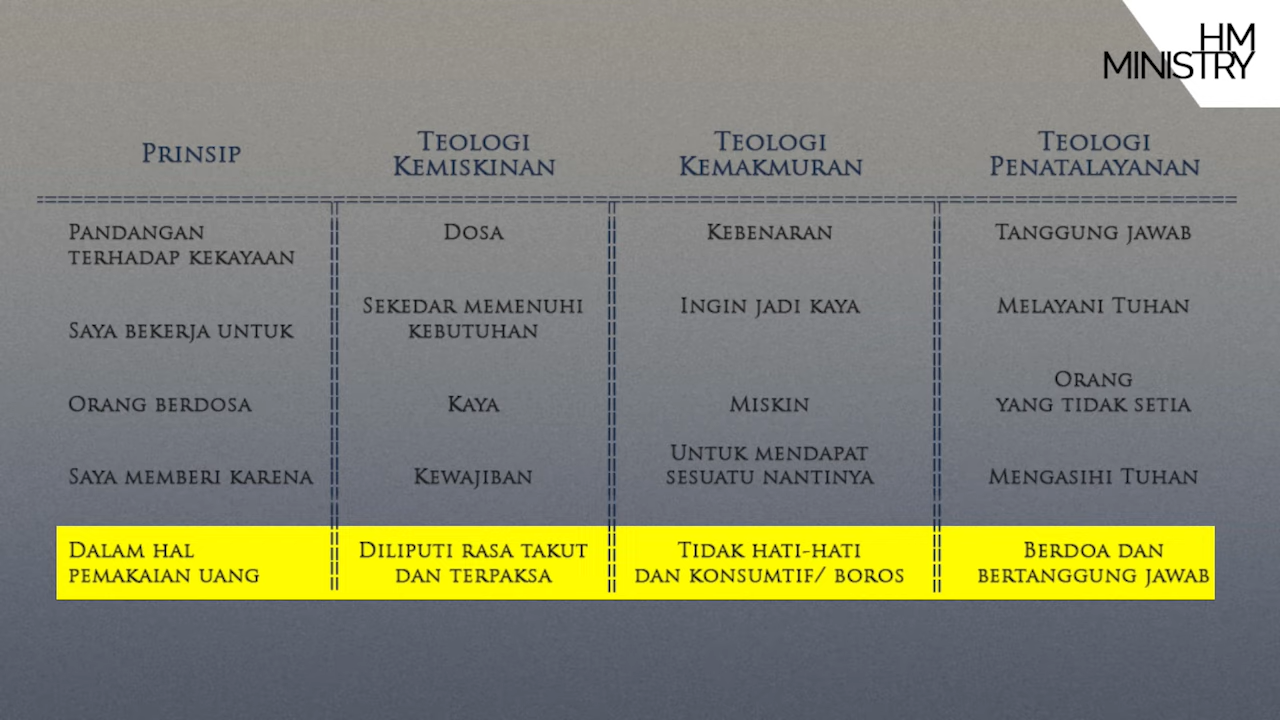 HM
MINISTRY
PRINSIP
TEOLOGI
KEMISKINAN
TEOLOGI
KEMAKMURAN
TEOLOGI
PENATALAYANAN
PANDANGAN
TERHADAP KEKAYAAN
DOSA
KEBENARAN
TANGGUNG JAWAB
SAYA BEKERJA UNTUK
SEKEDAR MEMENUHI
KEBUTUHAN
INGIN JADI KAYA
MELAYANI TUHAN
ORANG BERDOSA
KAYA
MISKIN
ORANG
YANG TIDAK SETIA
SAYA MEMBERI KARENA
KEWAJIBAN
UNTUK MENDAPAT
SESUATU NANTINYA
MENGASIHI TUHAN
DALAM HAL
PEMAKAIAN UANG
DILIPUTI RASA TAKUT
DAN TERPAKSA
TIDAK HATI-HATI
DAN KONSUMTIF/ BOROS
BERDOA DAN
BERTANGGUNG JAWAB